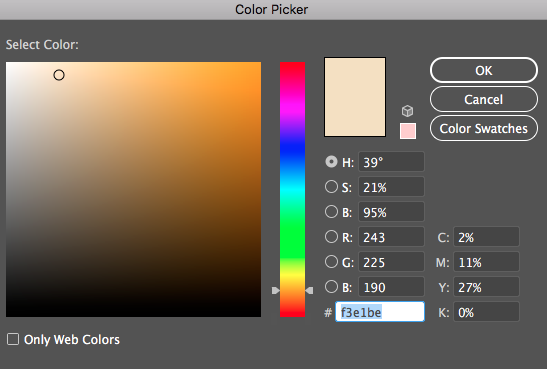 Color Picker
Select Color:
OK
Cancel
Color Swatches
H: 39°
S: 21%
B: 95%
R: 243 C: 2%
G: 225 M: 11%
B: 190 Y: 27%
# f3e1be K: 0%
Only Web Colors